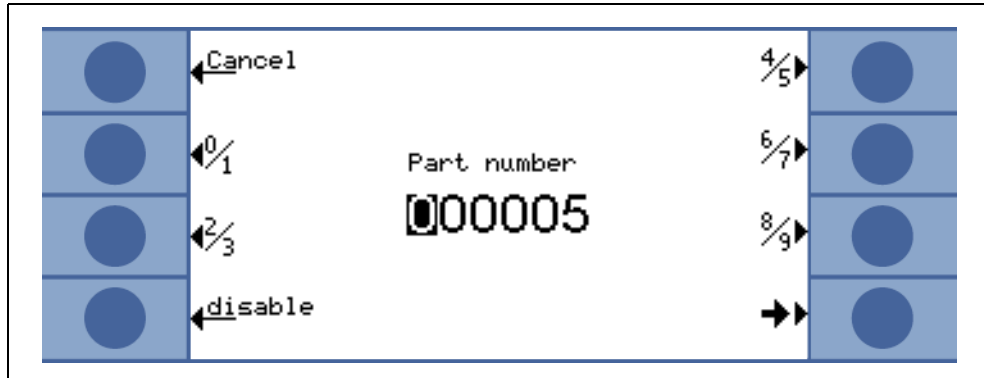 Cancel 4/5
0/1 Part number 6/7
000005
2/3 8/9
disable